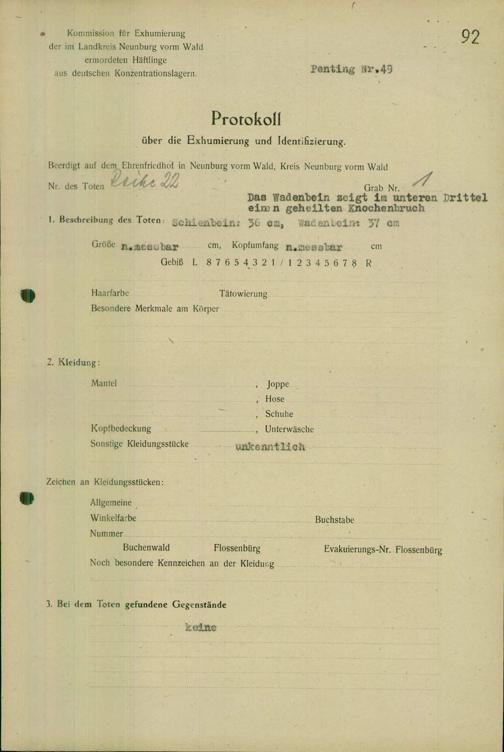 92
Kommission für Exhumierung
der im Landkreis Neunburg vorm Wald
ermordeten Häftlinge
aus deutschen Konzentrationslagern.
Penting Nr.49
Protokoll
über die Exhumierung und Identifizierung.
Beerdigt auf dem Ehrenfriedhof in Neunburg vorm Wald, Kreis Neunburg vorm Wald
Nr. des Toten Reihe 22 Grab Nr. 1
Das Wadenbein zeigt im unteren Drittel
einen geheilten Knochenbruch
1. Beschreibung des Toten: Schienbein: 36 cm, Wadenbein: 37 cm
Größe n.messbar cm, Kopfumfang n.messbar cm
Gebiß L 8 7 6 5 4 3 2 1 / 1 2 3 4 5 6 7 8 R
Haarfarbe Tätowierung
Besondere Merkmale am Körper
2. Kleidung:
Mantel , Joppe
, Hose
, Schuhe
Kopfbedeckung , Unterwäsche
Sonstige Kleidungsstücke unkenntlich
Zeichen an Kleidungsstücken:
Allgemeine
Winkelfarbe Buchstabe
Nummer
Buchenwald Flossenbürg Evakuierungs-Nr. Flossenbürg
Noch besondere Kennzeichen an der Kleidung
3. Bei dem Toten gefundene Gegenstände
keine